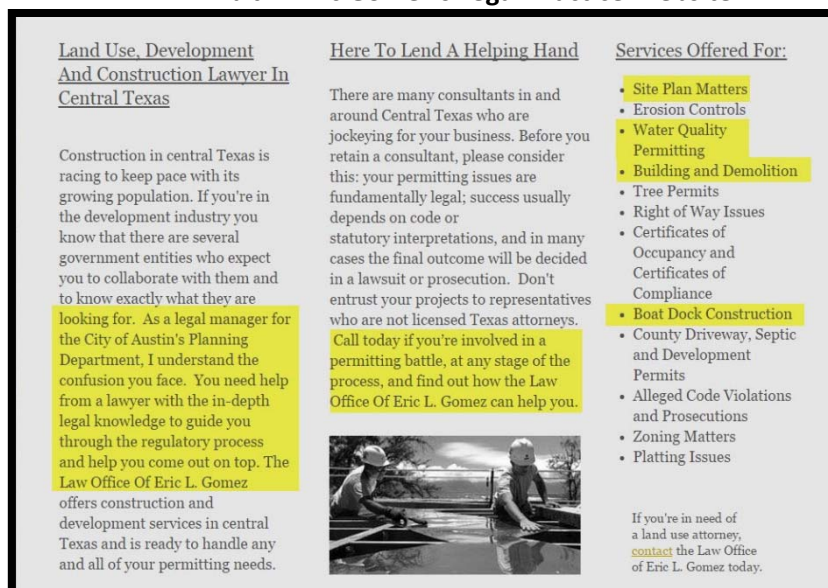 Land Use, Development
And Construction Lawyer In
Central Texas
Construction in central Texas is
racing to keep pace with its
growing population. If you're in
the development industry you
know that there are several
government entities who expect
you to collaborate with them and
to know exactly what they are
looking for. As a legal manager for
the City of Austin's Planning
Department, I understand the
confusion you face. You need help
from a lawyer with the in-depth
legal knowledge to guide you
through the regulatory process
and help you come out on top. The
Law Office Of Eric L. Gomez
offers construction and
development services in central
Texas and is ready to handle any
and all of your permitting needs.
Here To Lend A Helping Hand
There are many consultants in and
around Central Texas who are
jockeying for your business. Before you
retain a consultant, please consider
this: your permitting issues are
fundamentally legal; success usually
depends on code or
statutory interpretations, and in many
cases the final outcome will be decided
in a lawsuit or prosecution. Don't
entrust your projects to representatives
who are not licensed Texas attorneys.
Call today if you're involved in a
permitting battle, at any stage of the
process, and find out how the Law
Office Of Eric L. Gomez can help you.
Services Offered For:
• Site Plan Matters
• Erosion Controls
• Water Quality
Permitting
• Building and Demolition
• Tree Permits
• Right of Way Issues
• Certificates of
Occupancy and
Certificates of
Compliance
• Boat Dock Construction
• County Driveway, Septic
and Development
Permits
• Alleged Code Violations
and Prosecutions
• Zoning Matters
• Platting Issues
If you're in need of
a land use attorney,
contact the Law Office
of Eric L. Gomez today.